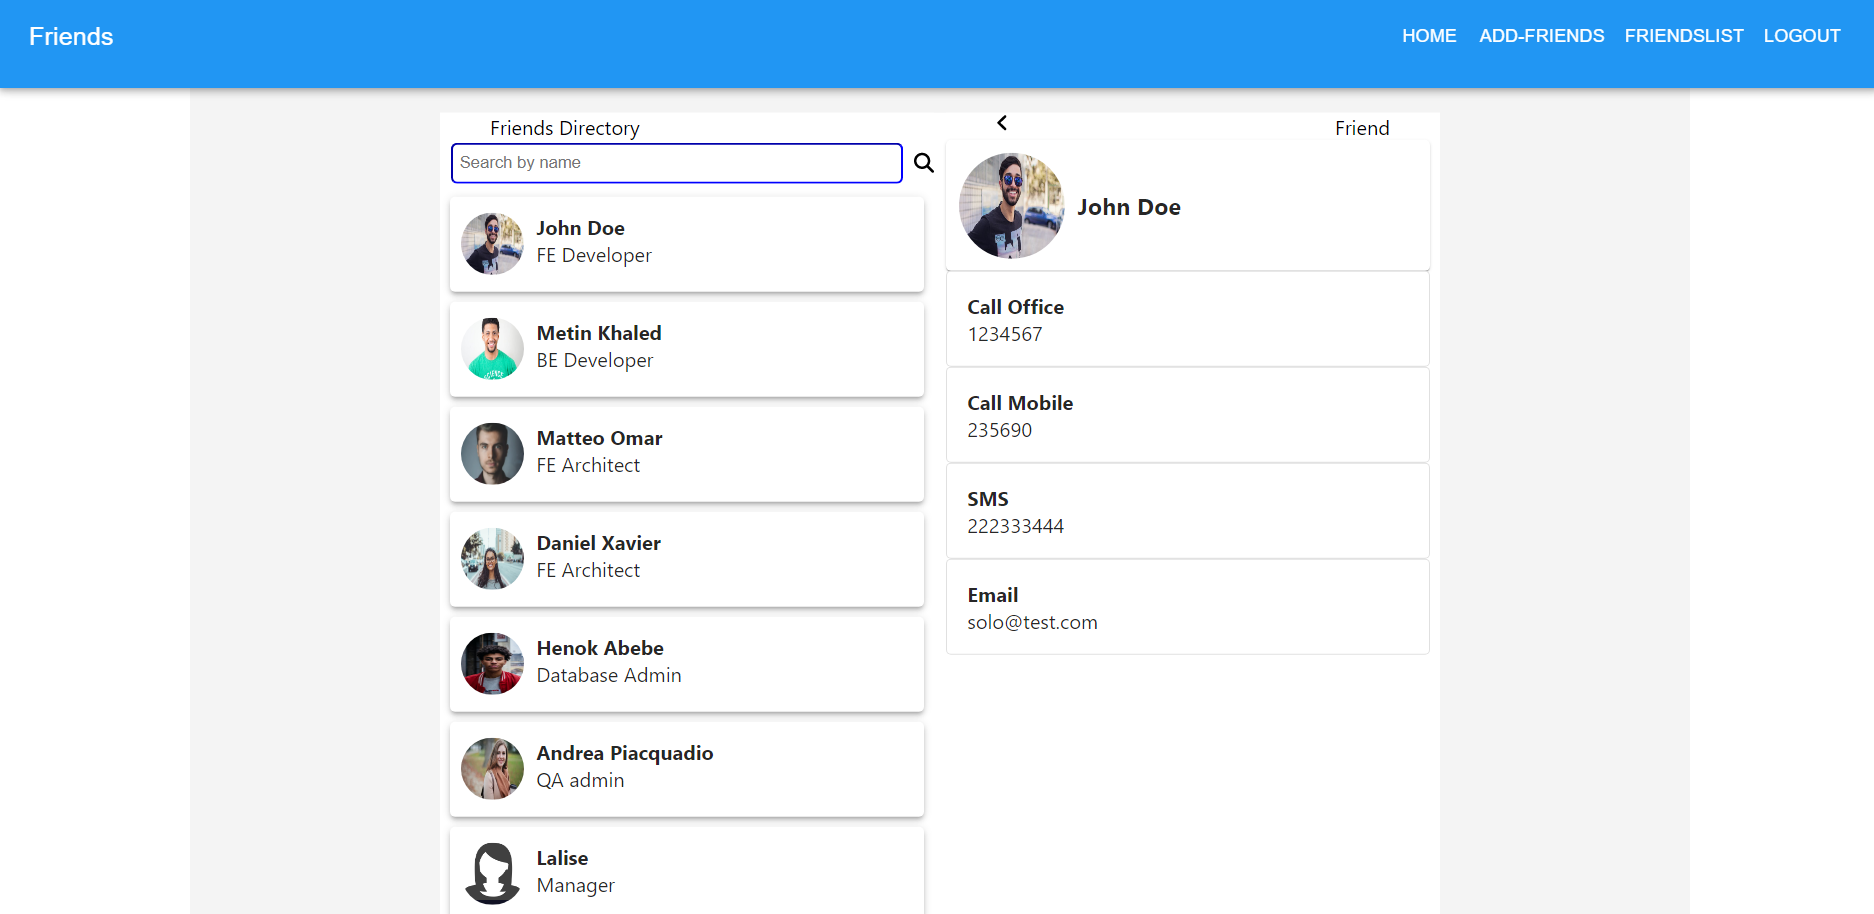 Friends
HOME ADD-FRIENDS FRIENDSLIST LOGOUT
Friends Directory
Search by name
John Doe
FE Developer
Metin Khaled
BE Developer
Matteo Omar
FE Architect
Daniel Xavier
FE Architect
Henok Abebe
Database Admin
Andrea Piacquadio
QA admin
Lalise
Manager
Friend
John Doe
Call Office
1234567
Call Mobile
235690
SMS
222333444
Email
solo@test.com